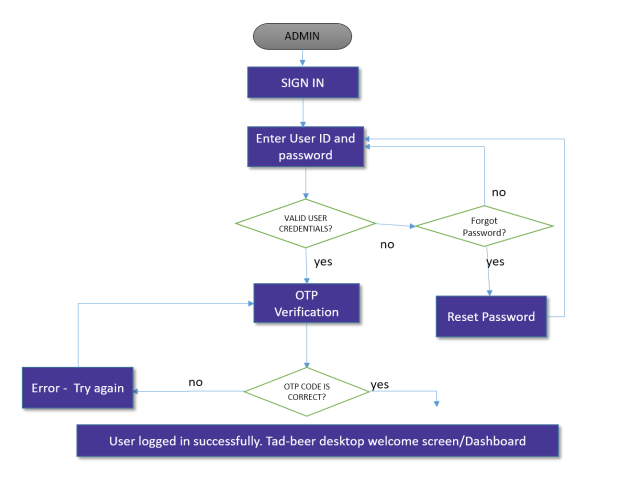 ADMIN
SIGN IN
Enter User ID and
password
no
VALID USER
CREDENTIALS?
Forgot
Password?
no
yes
yes
OTP
Verification
Reset Password
no
OTP CODE IS
CORRECT?
yes
Error - Try again
User logged in successfully. Tad-beer desktop welcome screen/Dashboard